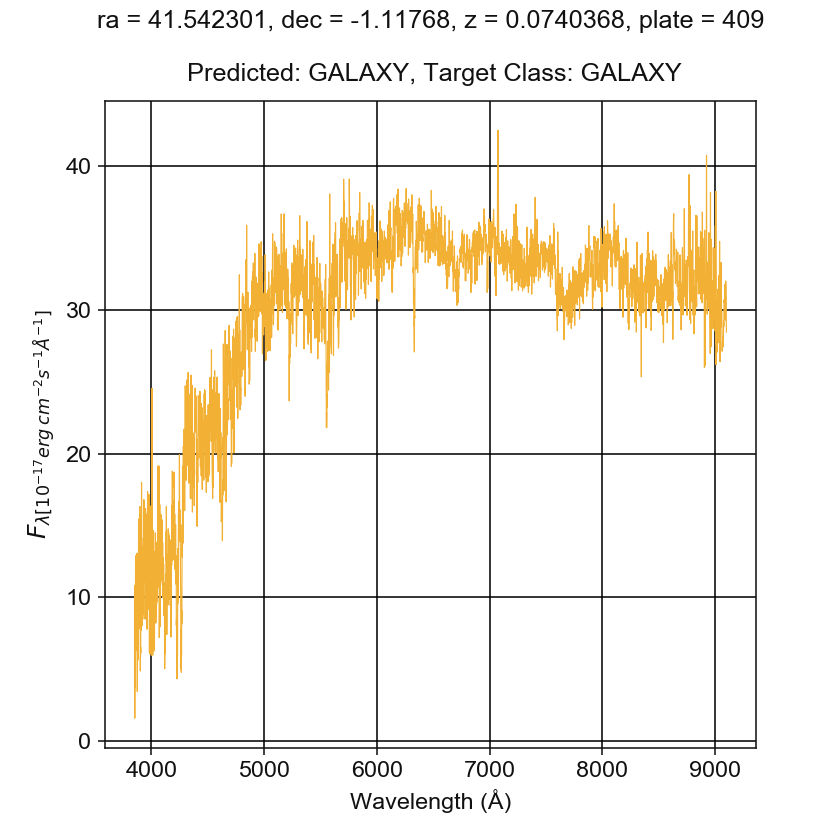 ra = 41.542301, dec = -1.11768, z = 0.0740368, plate = 409
Predicted: GALAXY, Target Class: GALAXY
40
30
20
10
0
F_{λ[10^{-17} erg cm^{-2} s^{-1} Å^{-1}]}
4000 5000 6000 7000 8000 9000
Wavelength (Å)